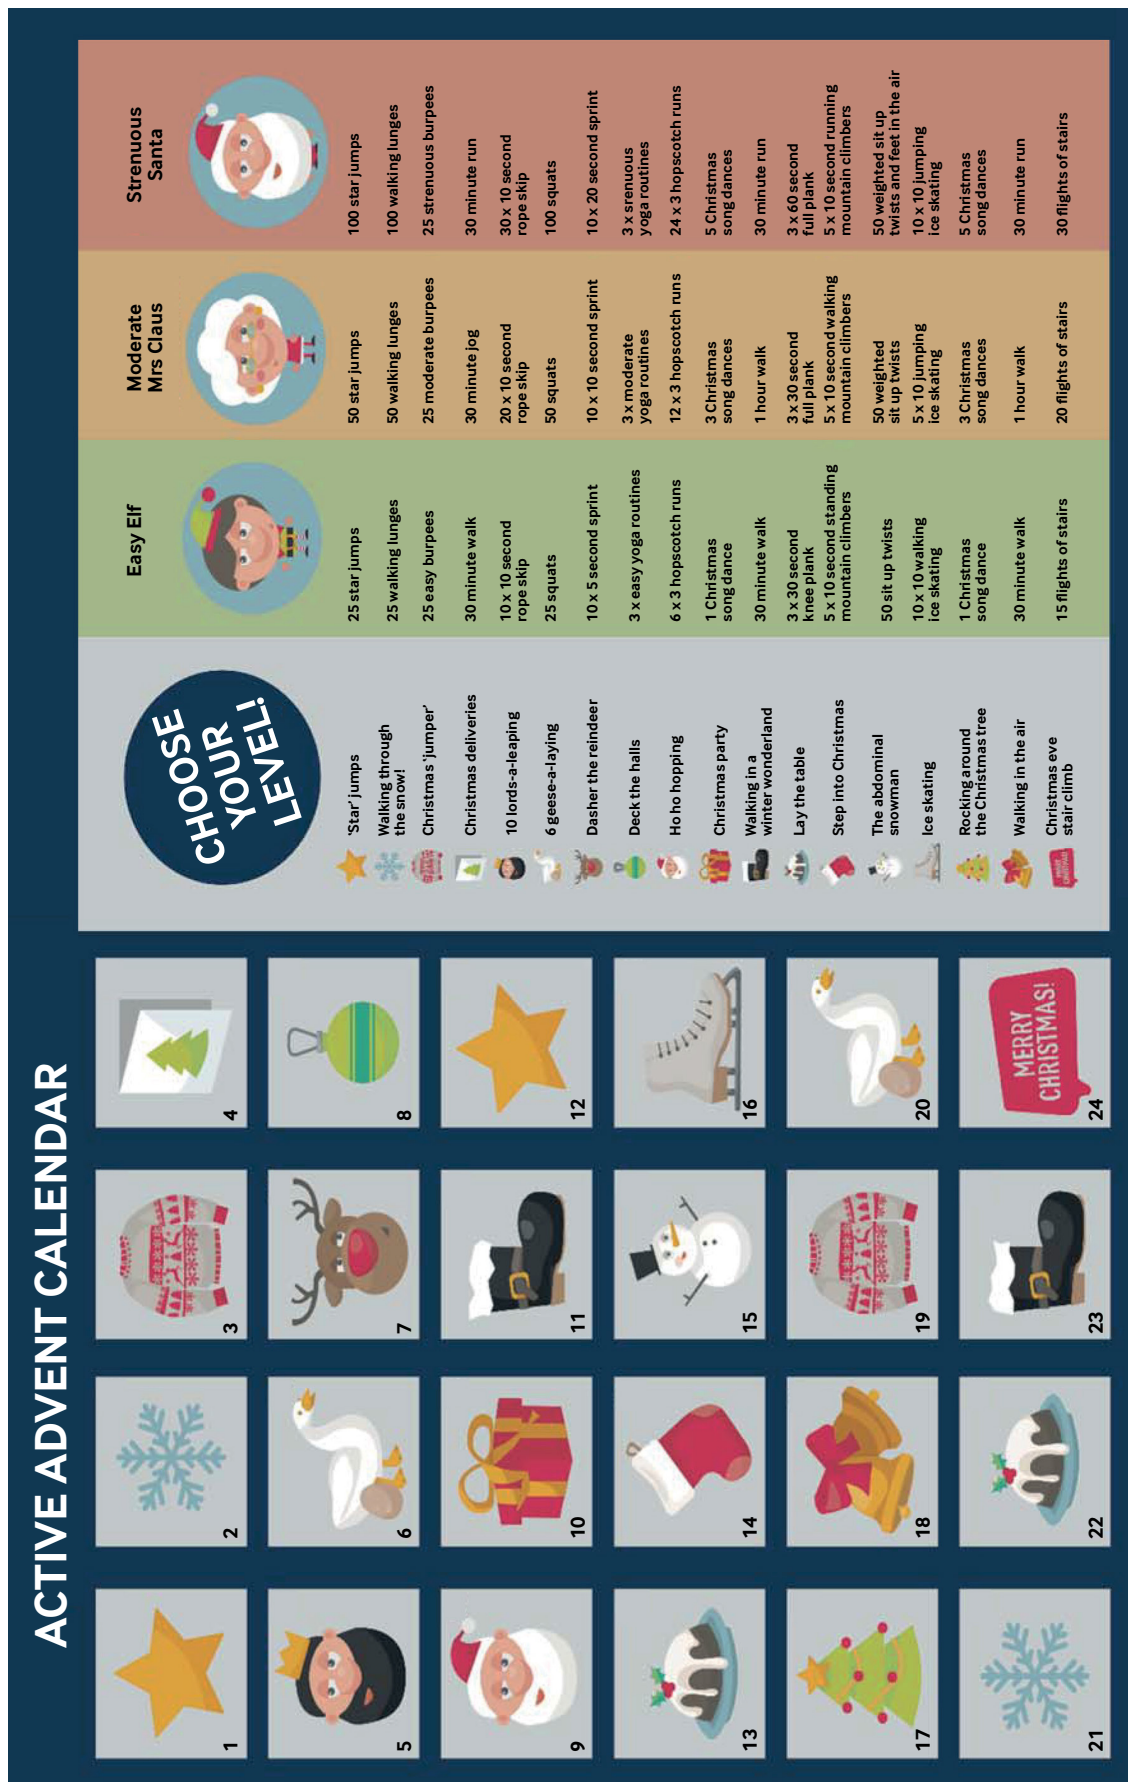 ACTIVE ADVENT CALENDAR
1
2
3
4
5
6
7
8
9
10
11
12
13
14
15
16
17
18
19
20
21
22
23
24
MERRY
CHRISTMAS!
CHOOSE
YOUR
LEVEL!
Easy Elf
Moderate
Mrs Claus
Strenuous
Santa
'Star' jumps
25 star jumps
50 star jumps
100 star jumps
Walking through
the snow!
25 walking lunges
50 walking lunges
100 walking lunges
Christmas 'jumper'
25 easy burpees
25 moderate burpees
25 strenuous burpees
Christmas deliveries
30 minute walk
30 minute jog
30 minute run
10 lords-a-leaping
10 x 10 second
rope skip
20 x 10 second
rope skip
30 x 10 second
rope skip
6 geese-a-laying
25 squats
50 squats
100 squats
Dasher the reindeer
10 x 5 second sprint
10 x 10 second sprint
10 x 20 second sprint
Deck the halls
3 x easy yoga routines
3 x moderate
yoga routines
3 x srenuous
yoga routines
Ho ho hopping
6 x 3 hopscotch runs
12 x 3 hopscotch runs
24 x 3 hopscotch runs
Christmas party
1 Christmas
song dance
3 Christmas
song dances
5 Christmas
song dances
Walking in a
winter wonderland
30 minute walk
1 hour walk
30 minute run
Lay the table
3 x 30 second
knee plank
3 x 30 second
full plank
3 x 60 second
full plank
Step into Christmas
5 x 10 second standing
mountain climbers
5 x 10 second walking
mountain climbers
5 x 10 second running
mountain climbers
The abdominal
snowman
50 sit up twists
50 weighted
sit up twists
50 weighted sit up
twists and feet in the air
Ice skating
10 x 10 walking
ice skating
5 x 10 jumping
ice skating
10 x 10 jumping
ice skating
Rocking around
the Christmas tree
1 Christmas
song dance
3 Christmas
song dances
5 Christmas
song dances
Walking in the air
30 minute walk
1 hour walk
30 minute run
MERRY
CHRISTMAS!
Christmas eve
stair climb
15 flights of stairs
20 flights of stairs
30 flights of stairs